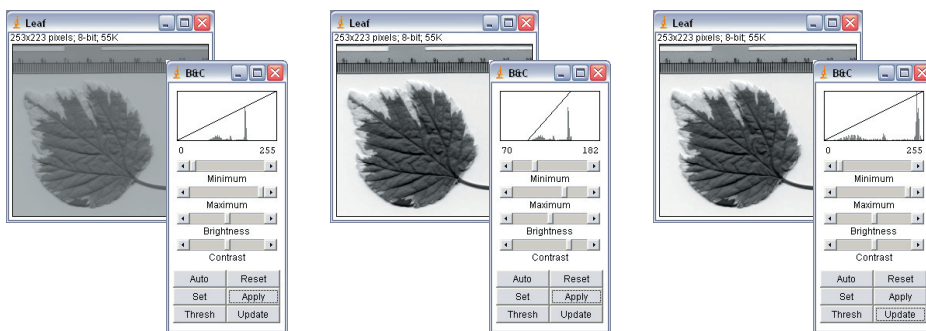 Leaf
253x223 pixels; 8-bit; 55K
B&C
0 255
Minimum
Maximum
Brightness
Contrast
Auto Reset
Set Apply
Thresh Update
Leaf
253x223 pixels; 8-bit; 55K
B&C
70 182
Minimum
Maximum
Brightness
Contrast
Auto Reset
Set Apply
Thresh Update
Leaf
253x223 pixels; 8-bit; 55K
B&C
0 255
Minimum
Maximum
Brightness
Contrast
Auto Reset
Set Apply
Thresh Update